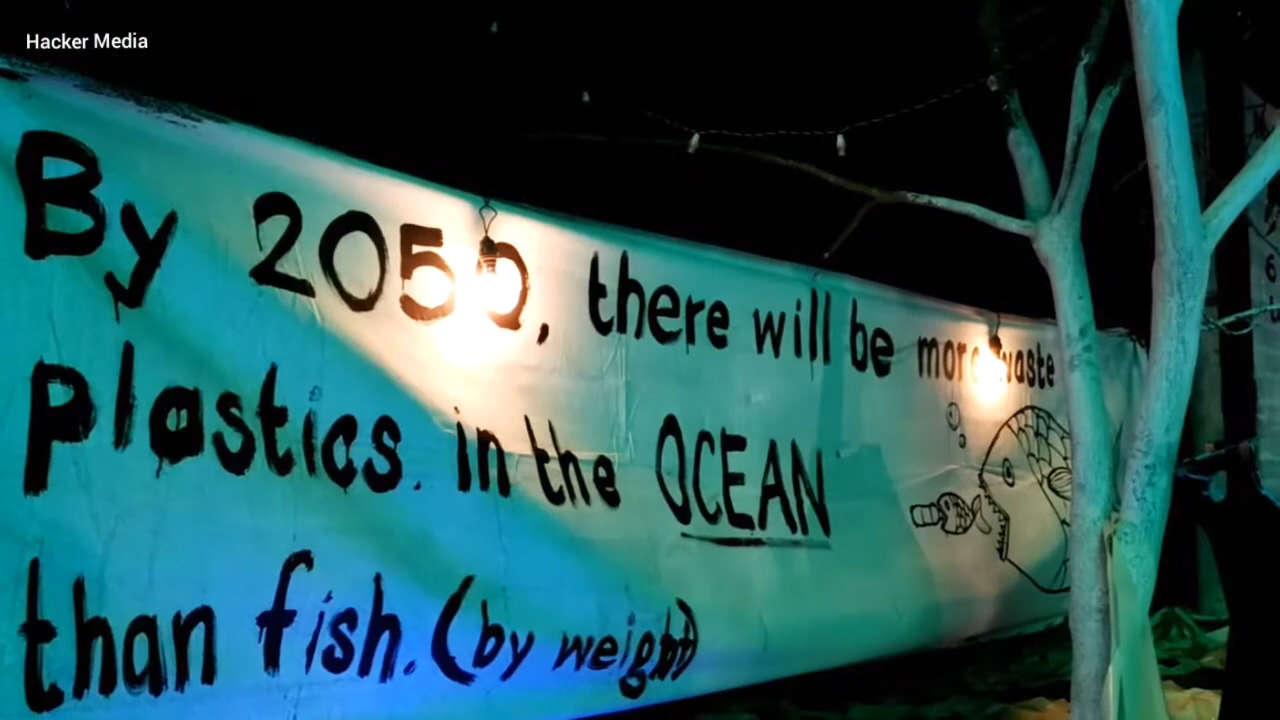 Hacker Media
By 2050, there will be more waste
plastics. in the OCEAN
than fish. (by weight)